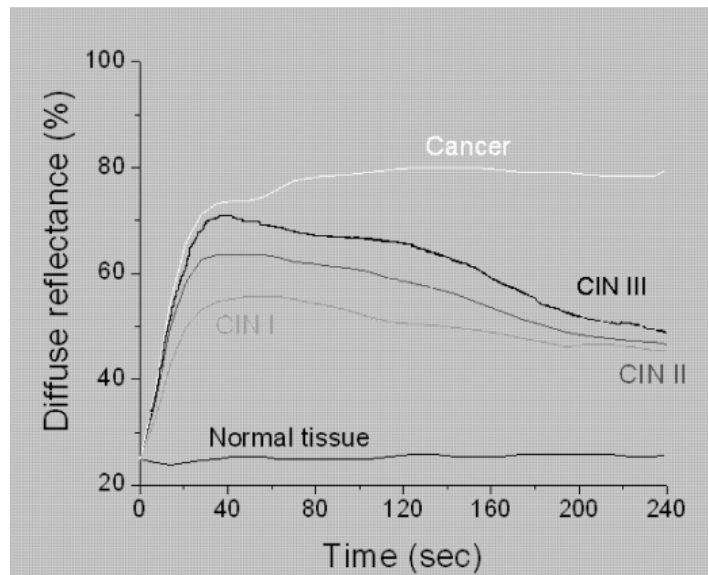 100
80
60
40
20
Diffuse reflectance (%)
Cancer
CIN III
CIN I
CIN II
Normal tissue
0 40 80 120 160 200 240
Time (sec)